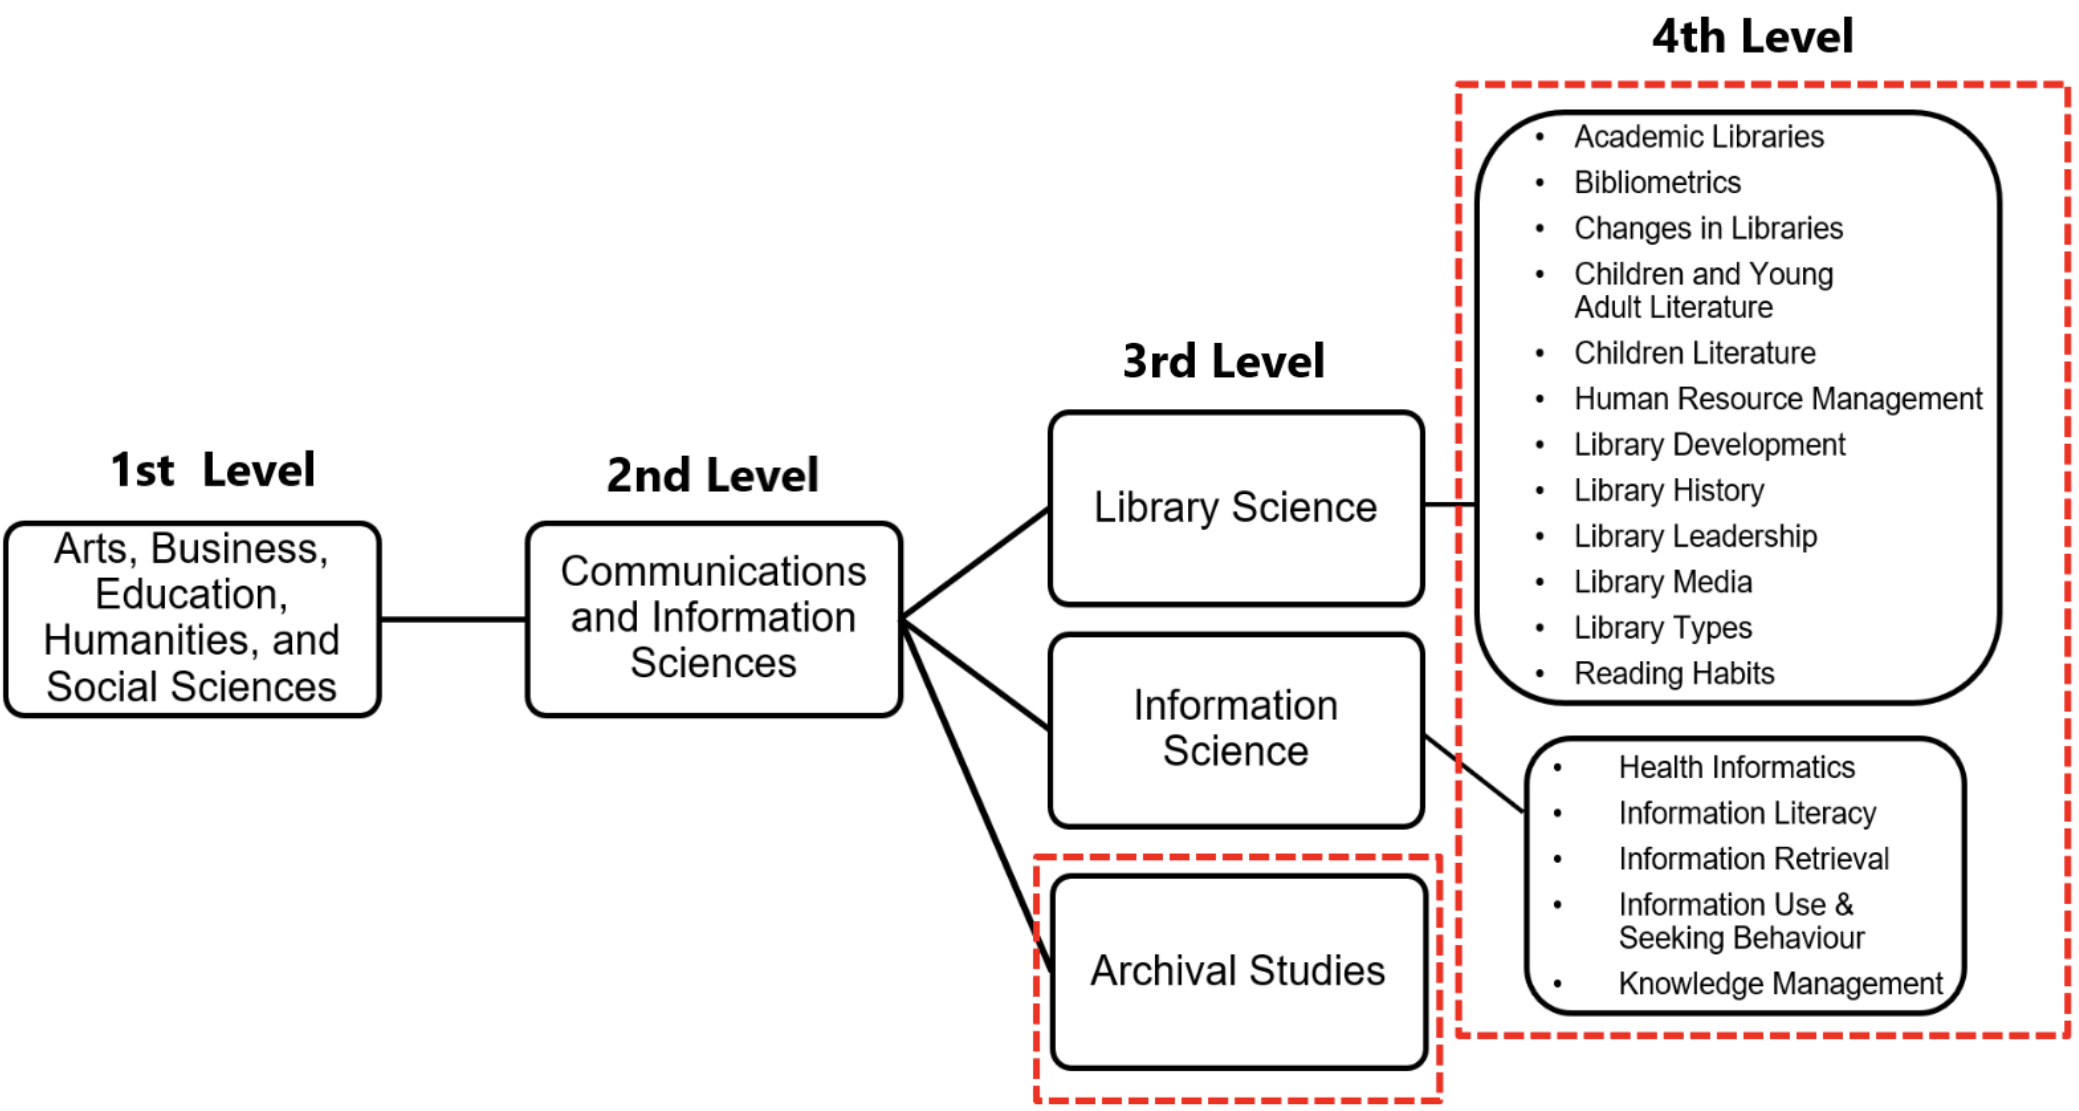 1st  Level
Arts, Business,
Education,
Humanities, and
Social Sciences
2nd Level
Communications
and Information
Sciences
3rd Level
Library Science
Information
Science
Archival Studies
4th Level
• Academic Libraries
• Bibliometrics
• Changes in Libraries
• Children and Young
Adult Literature
• Children Literature
• Human Resource Management
• Library Development
• Library History
• Library Leadership
• Library Media
• Library Types
• Reading Habits
• Health Informatics
• Information Literacy
• Information Retrieval
• Information Use &
Seeking Behaviour
• Knowledge Management